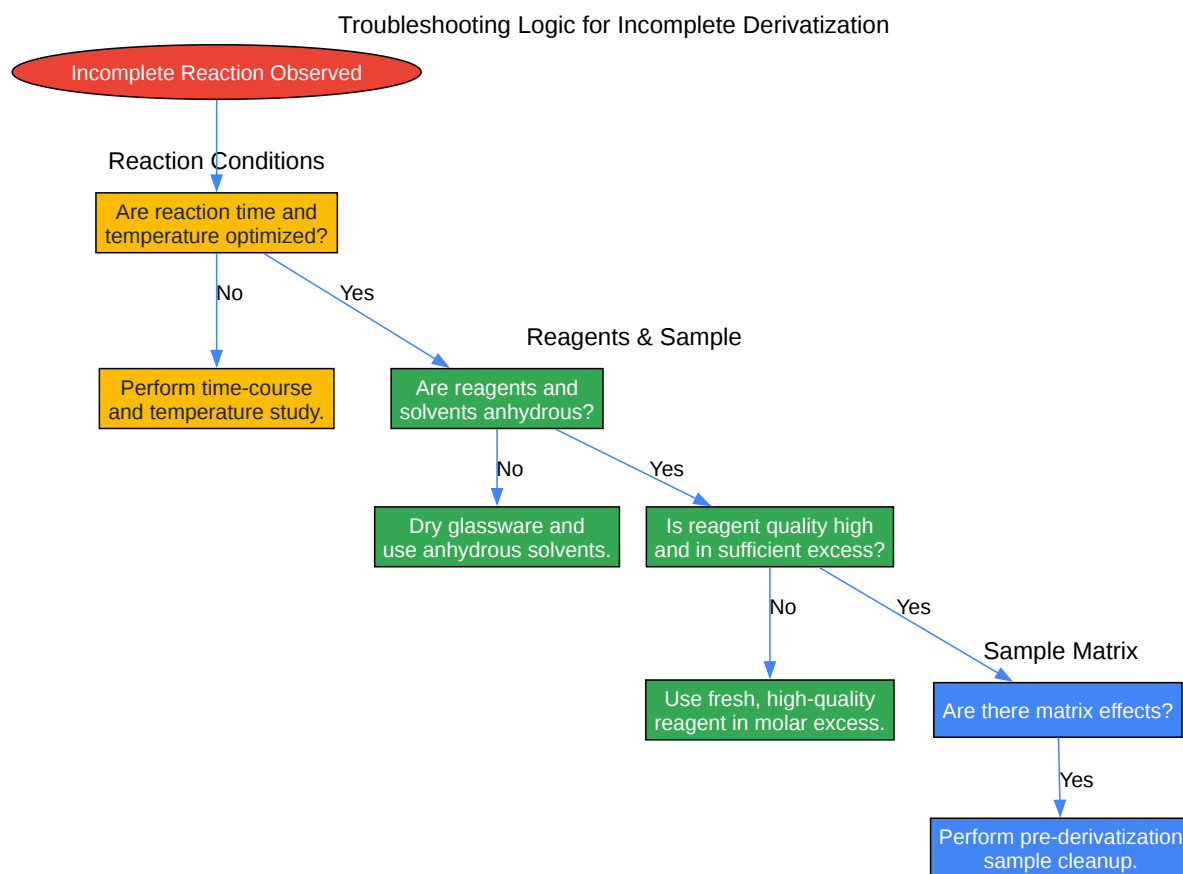 Troubleshooting Logic for Incomplete Derivatization
Incomplete Reaction Observed
Reaction Conditions
Are reaction time and
temperature optimized?
No
Yes
Reagents & Sample
Perform time-course
and temperature study.
Are reagents and
solvents anhydrous?
No
Yes
Dry glassware and
use anhydrous solvents.
Is reagent quality high
and in sufficient excess?
No
Yes
Sample Matrix
Use fresh, high-quality
reagent in molar excess.
Are there matrix effects?
Yes
Perform pre-derivatization
sample cleanup.